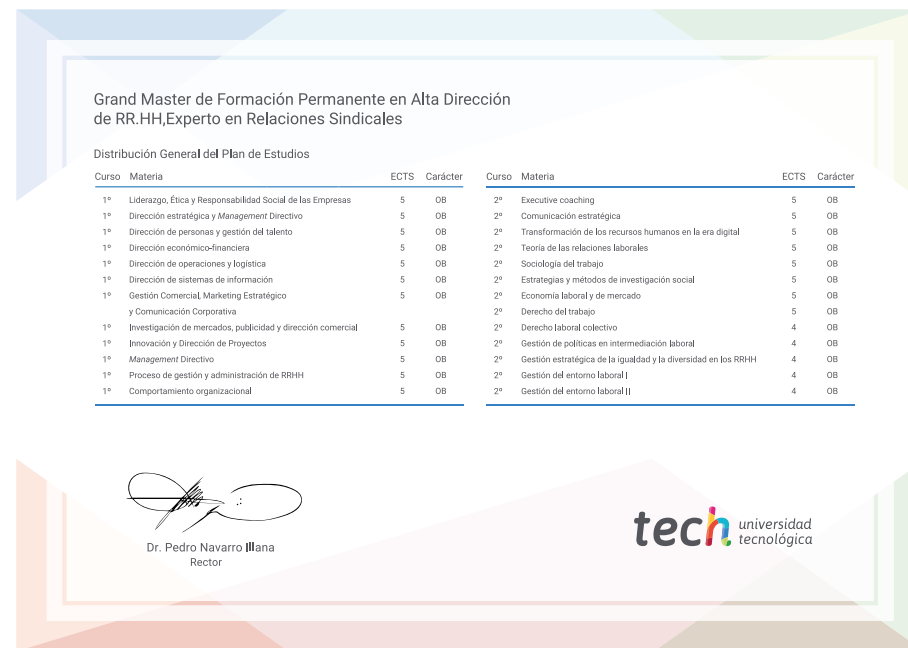 Grand Master de Formación Permanente en Alta Dirección
de RR.HH,Experto en Relaciones Sindicales
Distribución General del Plan de Estudios
Curso Materia ECTS Carácter
1º Liderazgo, Ética y Responsabilidad Social de las Empresas 5 OB
1º Dirección estratégica y Management Directivo 5 OB
1º Dirección de personas y gestión del talento 5 OB
1º Dirección económico-financiera 5 OB
1º Dirección de operaciones y logística 5 OB
1º Dirección de sistemas de información 5 OB
1º Gestión Comercial, Marketing Estratégico 5 OB
y Comunicación Corporativa
1º Investigación de mercados, publicidad y dirección comercial 5 OB
1º Innovación y Dirección de Proyectos 5 OB
1º Management Directivo 5 OB
1º Proceso de gestión y administración de RRHH 5 OB
1º Comportamiento organizacional 5 OB
Curso Materia ECTS Carácter
2º Executive coaching 5 OB
2º Comunicación estratégica 5 OB
2º Transformación de los recursos humanos en la era digital 5 OB
2º Teoría de las relaciones laborales 5 OB
2º Sociología del trabajo 5 OB
2º Estrategias y métodos de investigación social 5 OB
2º Economía laboral y de mercado 5 OB
2º Derecho del trabajo 5 OB
2º Derecho laboral colectivo 4 OB
2º Gestión de políticas en intermediación laboral 4 OB
2º Gestión estratégica de la igualdad y la diversidad en los RRHH 4 OB
2º Gestión del entorno laboral I 4 OB
2º Gestión del entorno laboral II 4 OB
Dr. Pedro Navarro Illana
Rector
tech universidad
tecnológica